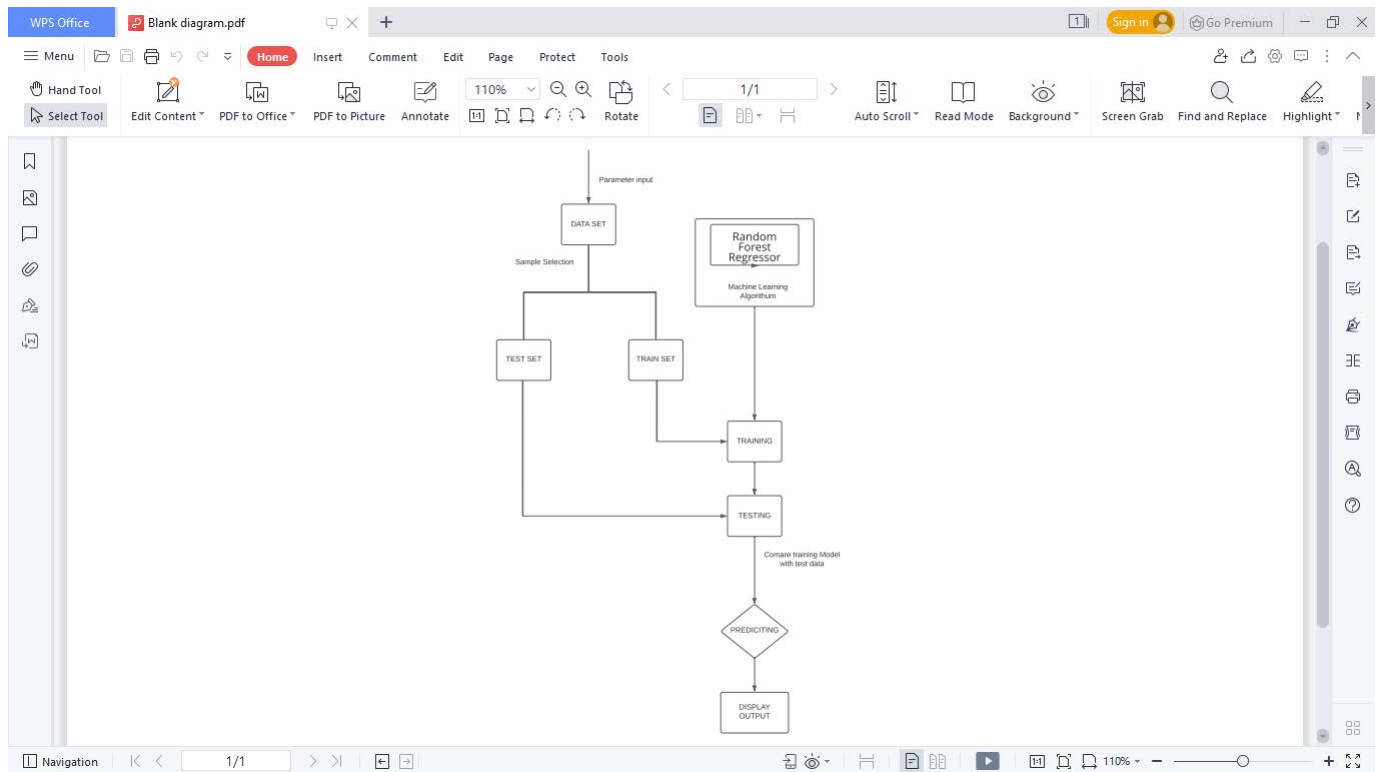 WPS Office
Blank diagram.pdf
Sign in
Go Premium
Menu
Home
Insert
Comment
Edit
Page
Protect
Tools
Hand Tool
Select Tool
Edit Content
PDF to Office
PDF to Picture
Annotate
110%
Rotate
1/1
Auto Scroll
Read Mode
Background
Screen Grab
Find and Replace
Highlight
Parameter input
DATA SET
Sample Selection
Random
Forest
Regressor
Machine Learning
Algorithum
TEST SET
TRAIN SET
TRAINING
TESTING
Comare training Model
with test data
PREDICITING
DISPLAY
OUTPUT
Navigation
1/1
110%